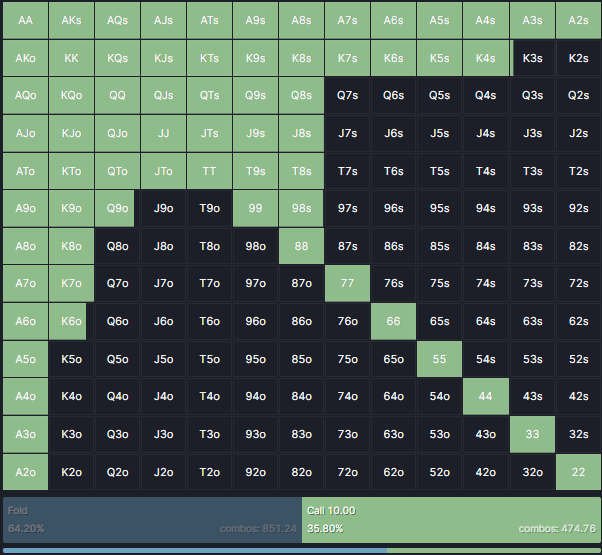 AA AKs AQs AJs ATs A9s A8s A7s A6s A5s A4s A3s A2s
AKo KK KQs KJs KTs K9s K8s K7s K6s K5s K4s K3s K2s
AQo KQo QQ QJs QTs Q9s Q8s Q7s Q6s Q5s Q4s Q3s Q2s
AJo KJo QJo JJ JTs J9s J8s J7s J6s J5s J4s J3s J2s
ATo KTo QTo JTo TT T9s T8s T7s T6s T5s T4s T3s T2s
A9o K9o Q9o J9o T9o 99 98s 97s 96s 95s 94s 93s 92s
A8o K8o Q8o J8o T8o 98o 88 87s 86s 85s 84s 83s 82s
A7o K7o Q7o J7o T7o 97o 87o 77 76s 75s 74s 73s 72s
A6o K6o Q6o J6o T6o 96o 86o 76o 66 65s 64s 63s 62s
A5o K5o Q5o J5o T5o 95o 85o 75o 65o 55 54s 53s 52s
A4o K4o Q4o J4o T4o 94o 84o 74o 64o 54o 44 43s 42s
A3o K3o Q3o J3o T3o 93o 83o 73o 63o 53o 43o 33 32s
A2o K2o Q2o J2o T2o 92o 82o 72o 62o 52o 42o 32o 22
Fold
64.20% combos: 851.24
Call 10.00
35.80% combos: 474.76